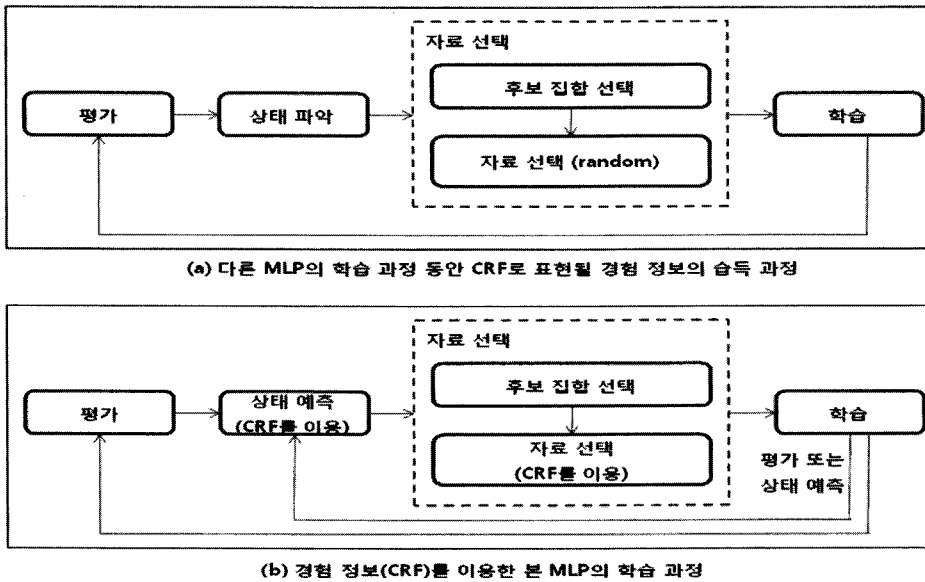 자료 선택
후보 집합 선택
평가
상태 파악
학습
자료 선택 (random)
(a) 다른 MLP의 학습 과정 동안 CRF로 표현될 경험 정보의 습득 과정
자료 선택
후보 집합 선택
평가
상태 예측
(CRF를 이용)
학습
자료 선택
(CRF를 이용)
평가 또는
상태 예측
(b) 경험 정보(CRF)를 이용한 본 MLP의 학습 과정